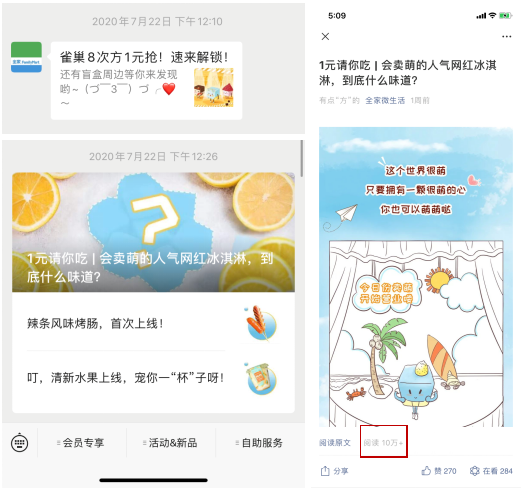 2020年7月22日 下午12:10
全家 FamilyMart
雀巢8次方1元抢！速来解锁！
还有盲盒周边等你来发现
哟～（づ￣3￣）づ╭❤️
～
2020年7月22日 下午12:26
1元请你吃 | 会卖萌的人气网红冰淇淋，到
底什么味道？
辣条风味烤肠，首次上线！
叮，清新水果上线，宠你一“杯”子呀！
会员专享
活动&新品
自助服务
5:09
1元请你吃 | 会卖萌的人气网红冰淇
淋，到底什么味道？
有点“方”的 全家微生活 1周前
这个世界很萌
只要拥有一颗很萌的心
你也可以萌萌哒
今日份卖萌
开始营业喽
阅读原文 阅读 10万+
分享 赞 270 在看 284